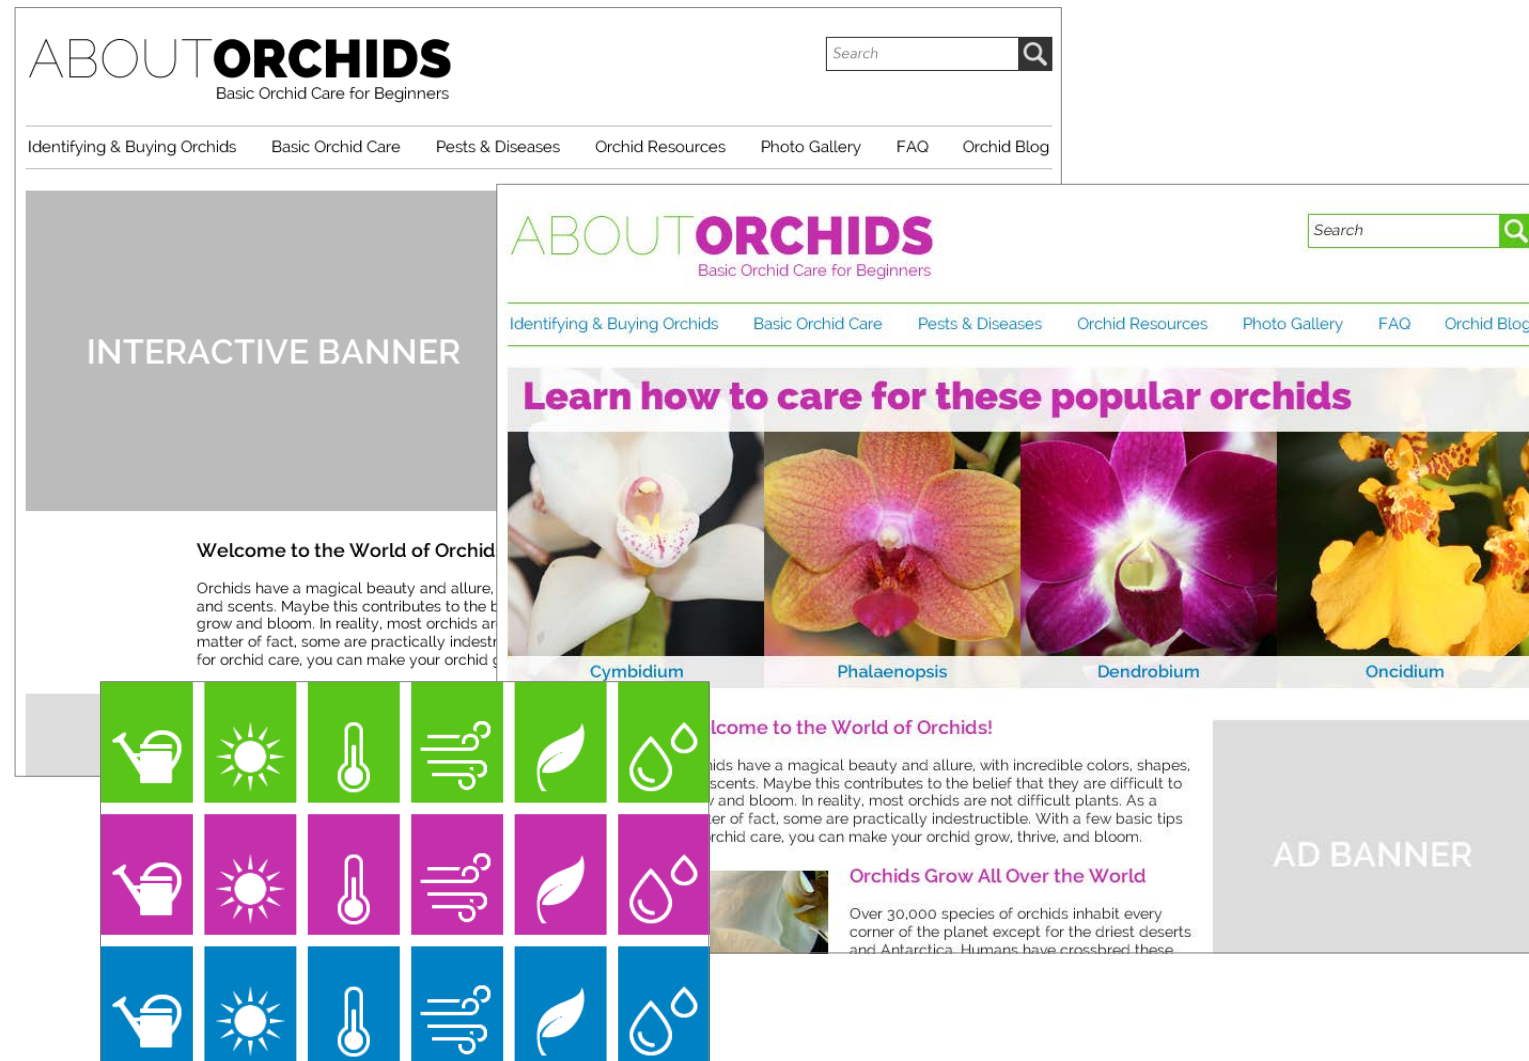 ABOUTORCHIDS
Basic Orchid Care for Beginners
Search
Identifying & Buying Orchids Basic Orchid Care Pests & Diseases Orchid Resources Photo Gallery FAQ Orchid Blog
INTERACTIVE BANNER
Welcome to the World of Orchid
Orchids have a magical beauty and allure,
and scents. Maybe this contributes to the
grow and bloom. In reality, most orchids
matter of fact, some are practically
for orchid care, you can make your orchid
ABOUTORCHIDS
Basic Orchid Care for Beginners
Search
Identifying & Buying Orchids Basic Orchid Care Pests & Diseases Orchid Resources Photo Gallery FAQ Orchid Blog
Learn how to care for these popular orchids
Cymbidium Phalaenopsis Dendrobium Oncidium
lcome to the World of Orchids!
hids have a magical beauty and allure, with incredible colors, shapes,
scents. Maybe this contributes to the belief that they are difficult to
and bloom. In reality, most orchids are not difficult plants. As a
er of fact, some are practically indestructible. With a few basic tips
rchid care, you can make your orchid grow, thrive, and bloom.
Orchids Grow All Over the World
Over 30,000 species of orchids inhabit every
corner of the planet except for the driest deserts
and Antarctica. Humans have crossbred these
AD BANNER